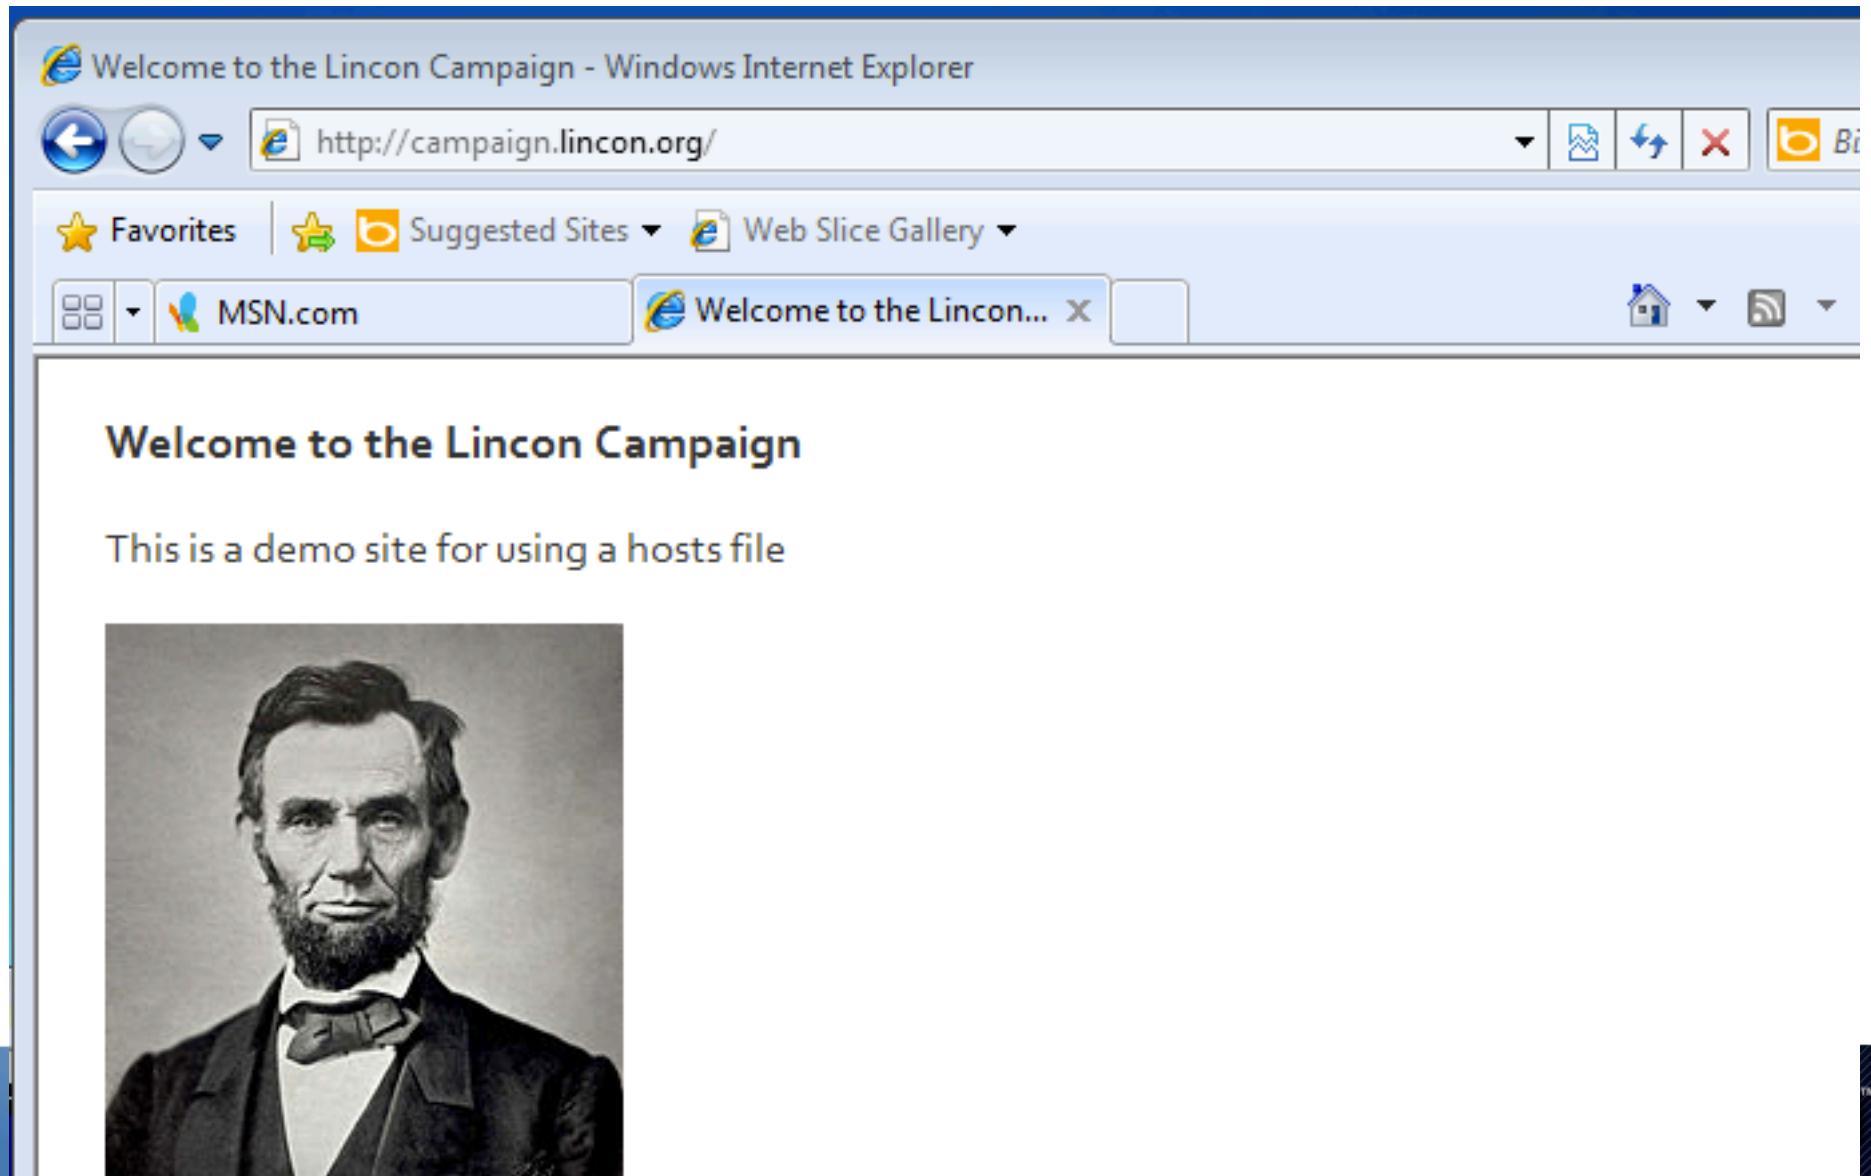 Welcome to the Lincon Campaign - Windows Internet Explorer
http://campaign.lincon.org/
Favorites Suggested Sites Web Slice Gallery
MSN.com Welcome to the Lincon...
Welcome to the Lincon Campaign
This is a demo site for using a hosts file